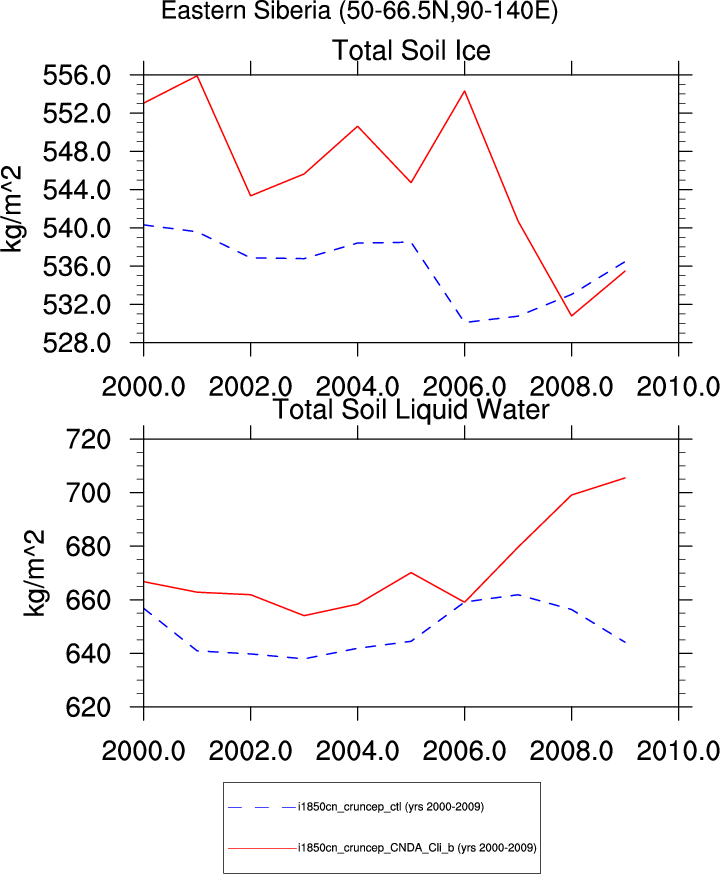 Eastern Siberia (50-66.5N,90-140E)
Total Soil Ice
556.0
552.0
548.0
544.0
540.0
536.0
532.0
528.0
kg/m^2
2000.0 2002.0 2004.0 2006.0 2008.0 2010.0
Total Soil Liquid Water
720
700
680
660
640
620
kg/m^2
2000.0 2002.0 2004.0 2006.0 2008.0 2010.0
i1850cn_cruncep_ctl (yrs 2000-2009)
i1850cn_cruncep_CNDA_Cli_b (yrs 2000-2009)